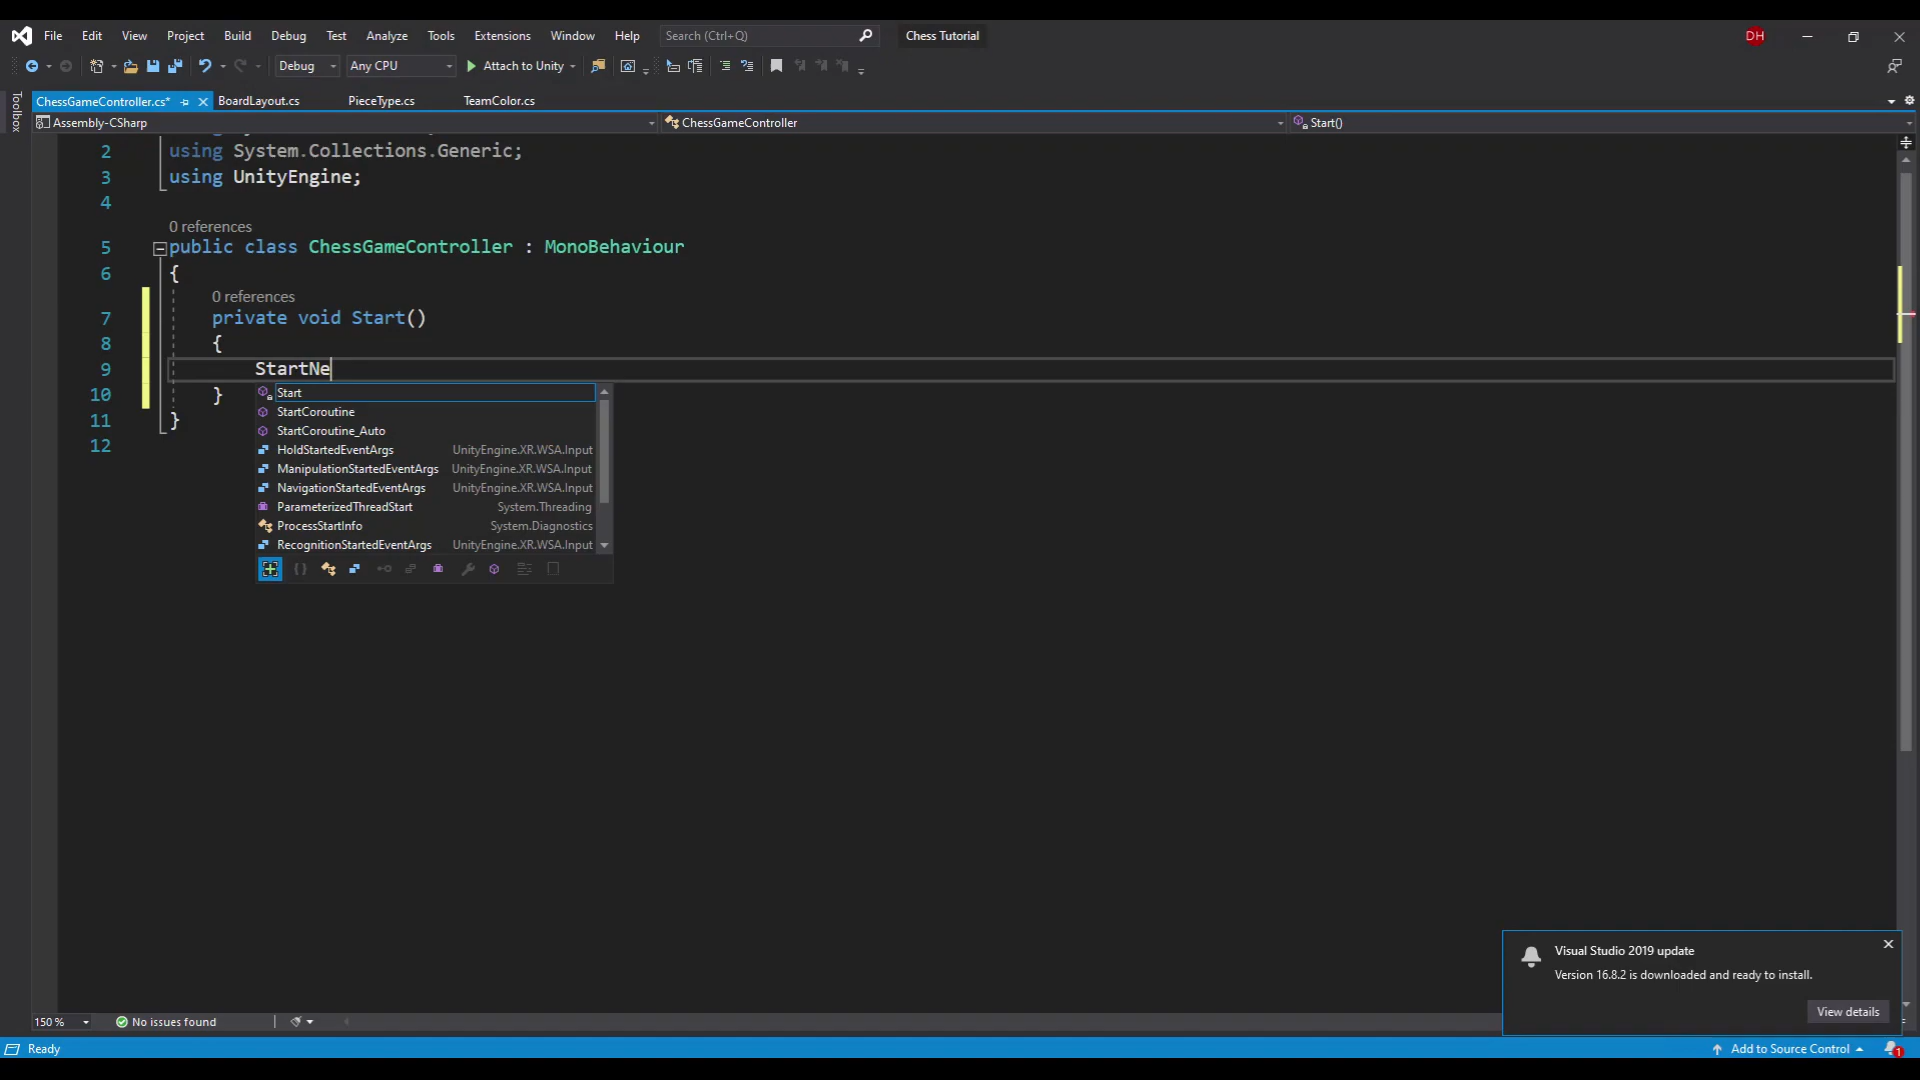 File Edit View Project Build Debug Test Analyze Tools Extensions Window Help Search (Ctrl+Q) Chess Tutorial DH
Debug Any CPU Attach to Unity
Toolbox
ChessGameController.cs* BoardLayout.cs PieceType.cs TeamColor.cs
Assembly-CSharp ChessGameController Start()
2 using System.Collections.Generic;
3 using UnityEngine;
4
0 references
5 public class ChessGameController : MonoBehaviour
6 {
0 references
7 private void Start()
8 {
9 StartNe
10 }
11 }
12
Start
StartCoroutine
StartCoroutine_Auto
HoldStartedEventArgs UnityEngine.XR.WSA.Input
ManipulationStartedEventArgs UnityEngine.XR.WSA.Input
NavigationStartedEventArgs UnityEngine.XR.WSA.Input
ParameterizedThreadStart System.Threading
ProcessStartInfo System.Diagnostics
RecognitionStartedEventArgs UnityEngine.XR.WSA.Input
Visual Studio 2019 update
Version 16.8.2 is downloaded and ready to install.
View details
150 % No issues found
Ready Add to Source Control 1